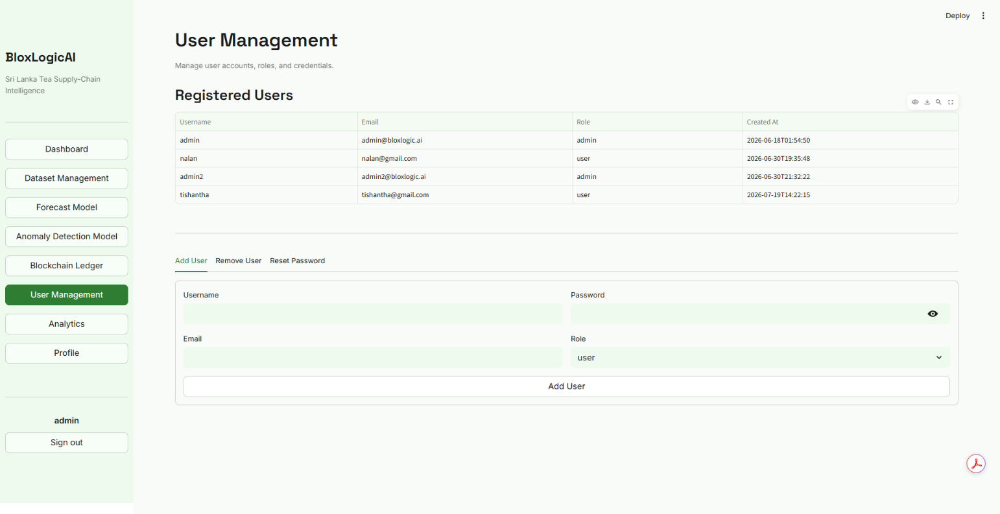 Deploy
BloxLogicAI
Sri Lanka Tea Supply-Chain
Intelligence
Dashboard
Dataset Management
Forecast Model
Anomaly Detection Model
Blockchain Ledger
User Management
Analytics
Profile
admin
Sign out
User Management
Manage user accounts, roles, and credentials.
Registered Users
Username Email Role Created At
admin admin@bloxlogic.ai admin 2026-06-18T01:54:50
nalan nalan@gmail.com user 2026-06-30T19:35:48
admin2 admin2@bloxlogic.ai admin 2026-06-30T21:32:22
tishantha tishantha@gmail.com user 2026-07-19T14:22:15
Add User Remove User Reset Password
Username Password
Email Role
user
Add User